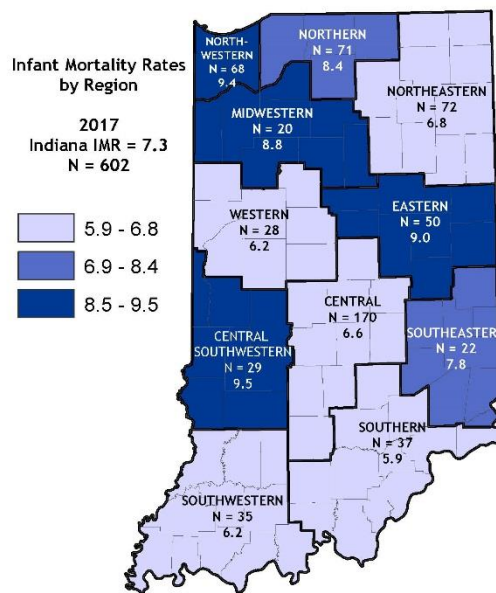 Infant Mortality Rates
by Region
2017
Indiana IMR = 7.3
N = 602
5.9 - 6.8
6.9 - 8.4
8.5 - 9.5
NORTH-
WESTERN
N = 68
9.4
NORTHERN
N = 71
8.4
NORTHEASTERN
N = 72
6.8
MIDWESTERN
N = 20
8.8
WESTERN
N = 28
6.2
EASTERN
N = 50
9.0
CENTRAL
N = 170
6.6
CENTRAL
SOUTHWESTERN
N = 29
9.5
SOUTHEASTERN
N = 22
7.8
SOUTHERN
N = 37
5.9
SOUTHWESTERN
N = 35
6.2